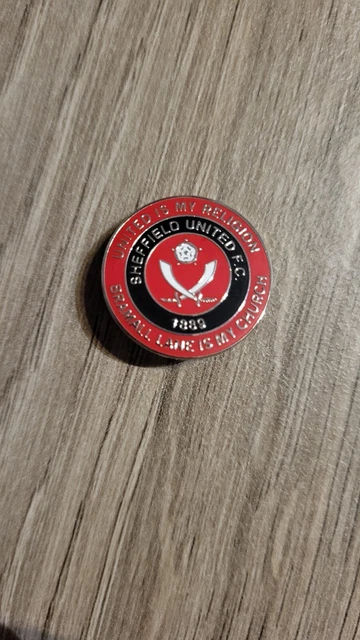 UNITED IS MY RELIGION
SHEFFIELD UNITED F.C.
1889
BRAMALL LANE IS MY CHURCH